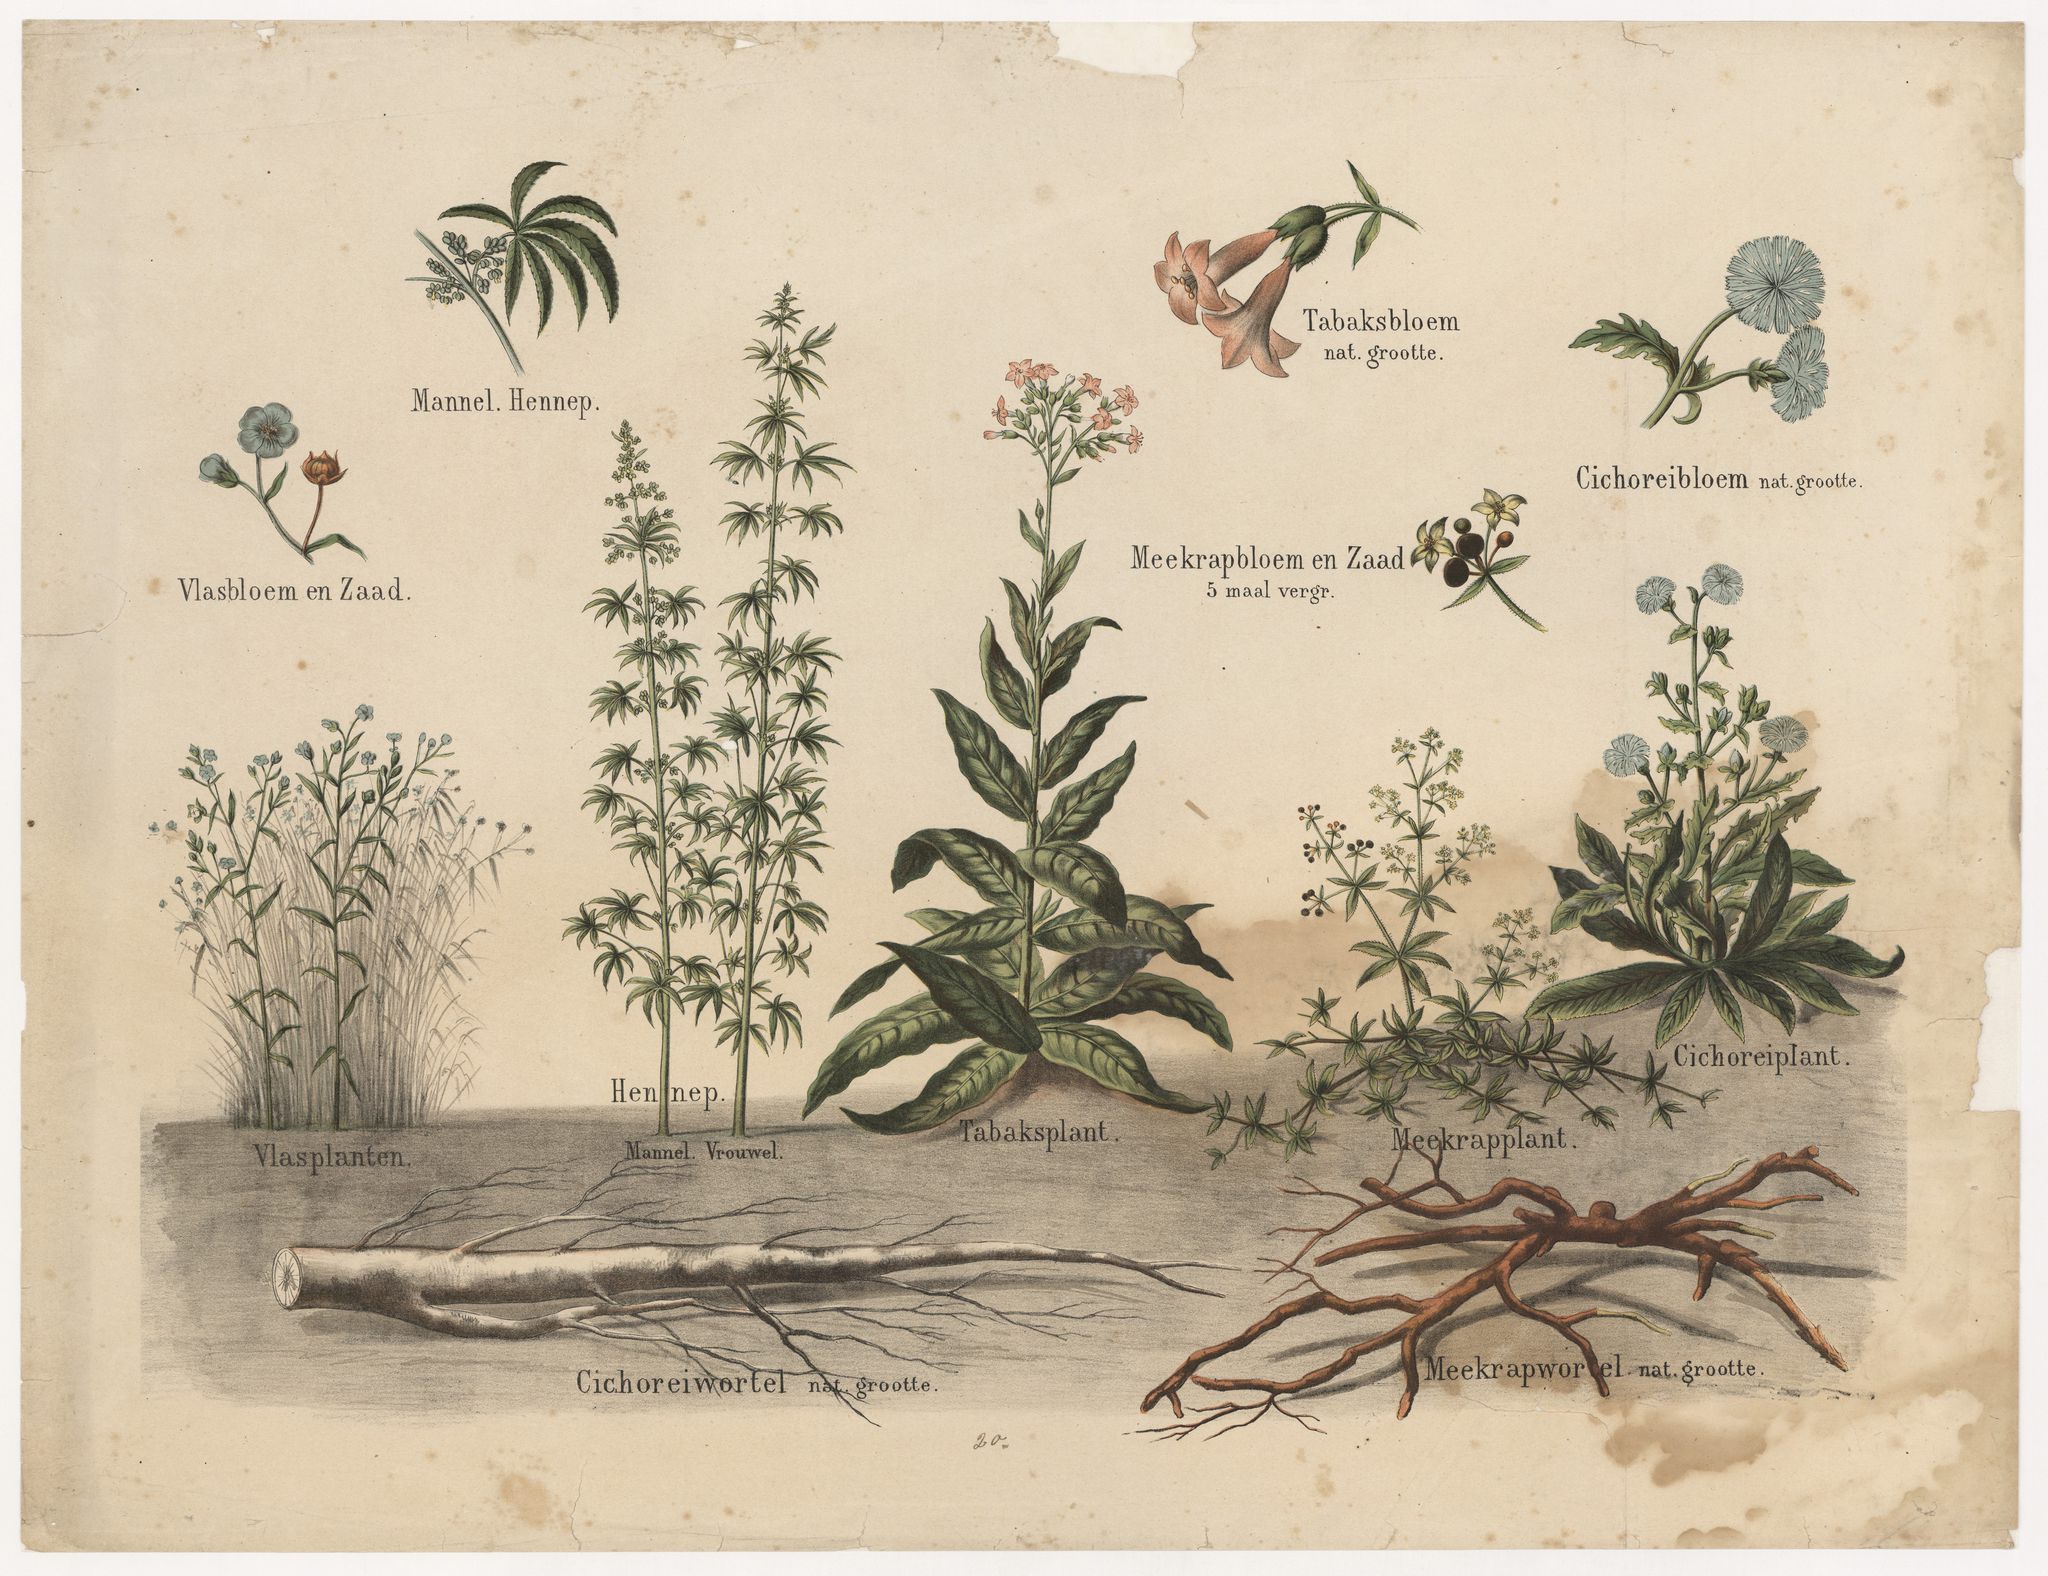 Mannel. Hennep.
Tabaksbloem
nat. grootte.
Cichoreibloem nat. grootte.
Vlasbloem en Zaad.
Meekrapbloem en Zaad
5 maal vergr.
Hennep.
Mannel. Vrouwel.
Vlasplanten.
Tabaksplant.
Meekrapplant.
Cichoreiplant.
Cichoreiwortel nat. grootte.
Meekrapwortel nat. grootte.
20